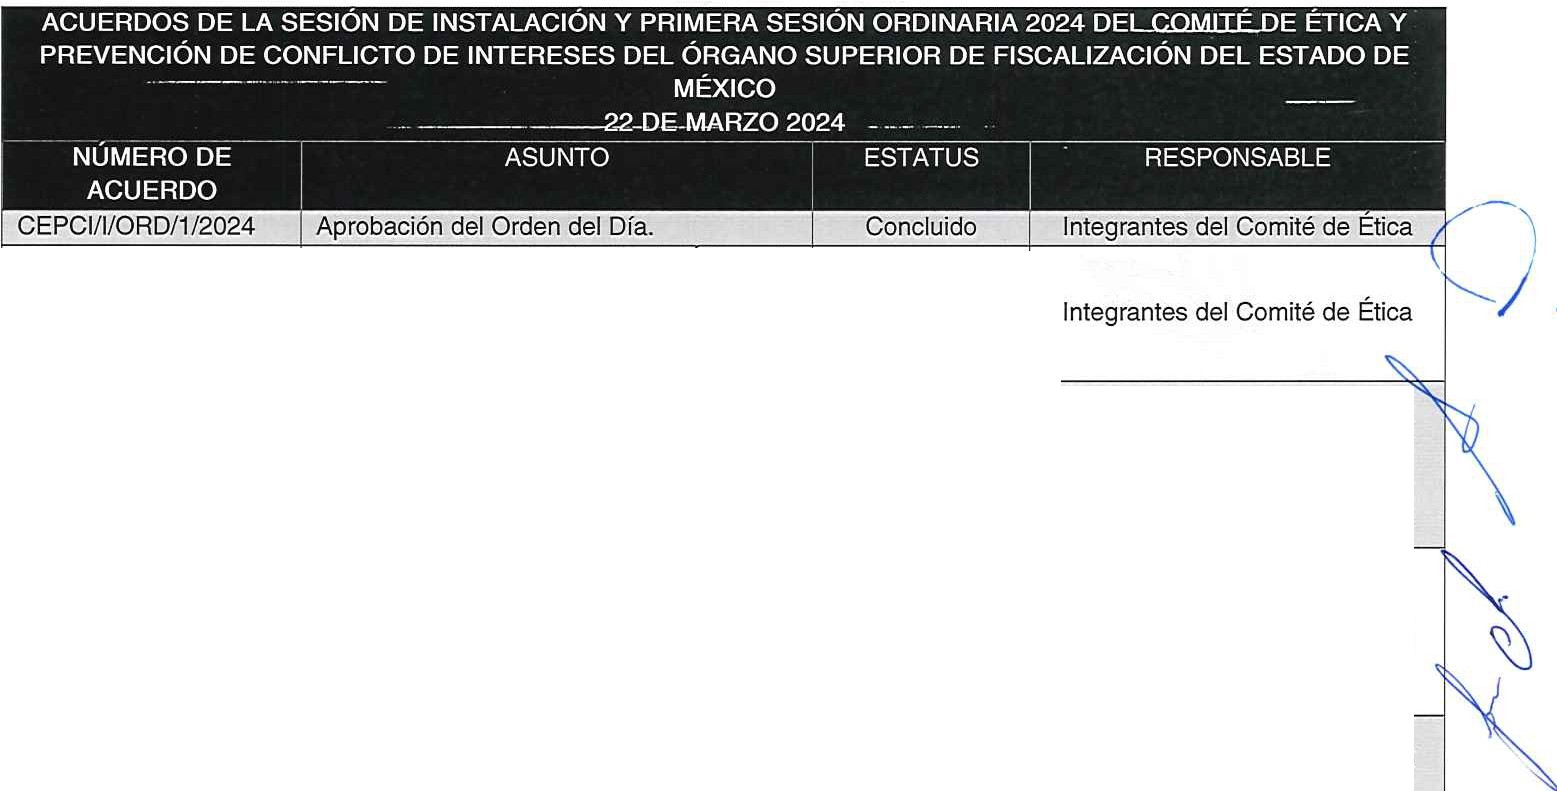 ACUERDOS DE LA SESIÓN DE INSTALACIÓN Y PRIMERA SESIÓN ORDINARIA 2024 DEL COMITÉ DE ÉTICA Y
PREVENCIÓN DE CONFLICTO DE INTERESES DEL ÓRGANO SUPERIOR DE FISCALIZACIÓN DEL ESTADO DE
MÉXICO
22 DE MARZO 2024
NÚMERO DE ACUERDO ASUNTO ESTATUS RESPONSABLE
CEPCI/I/ORD/1/2024 Aprobación del Orden del Día. Concluido Integrantes del Comité de Ética
Integrantes del Comité de Ética